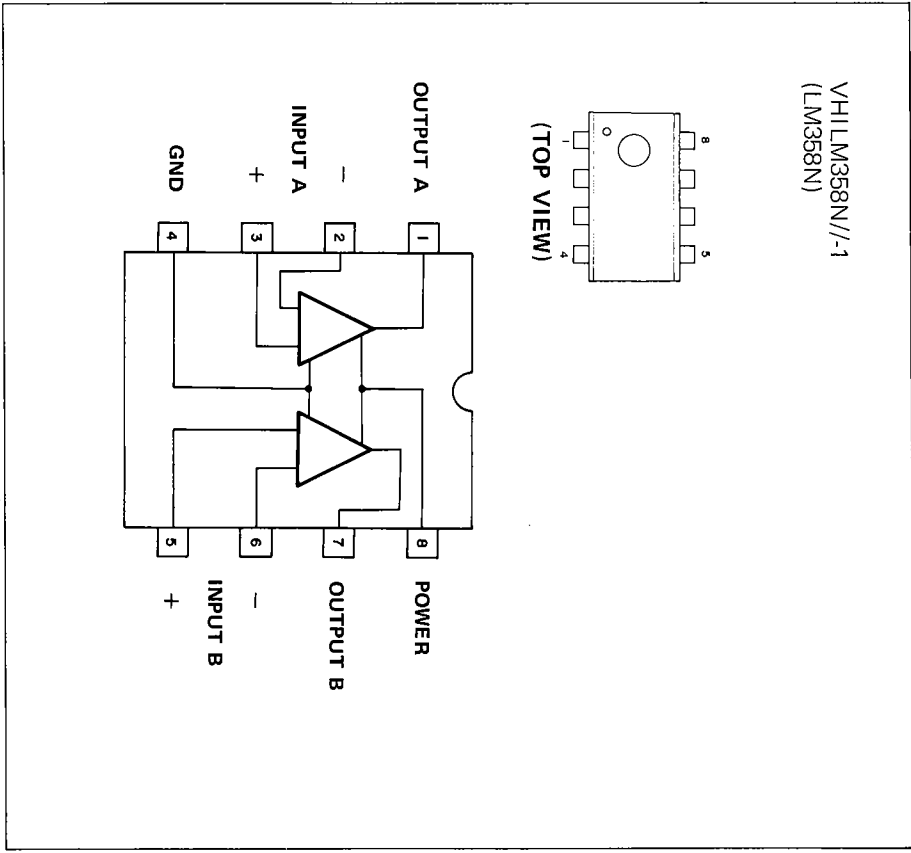 VHILM358N//-1
(LM358N)
8 5
1 4
(TOP VIEW)
OUTPUT A 1 8 POWER
− 2 7 OUTPUT B
INPUT A
+ 3 6 −
INPUT B
GND 4 5 +